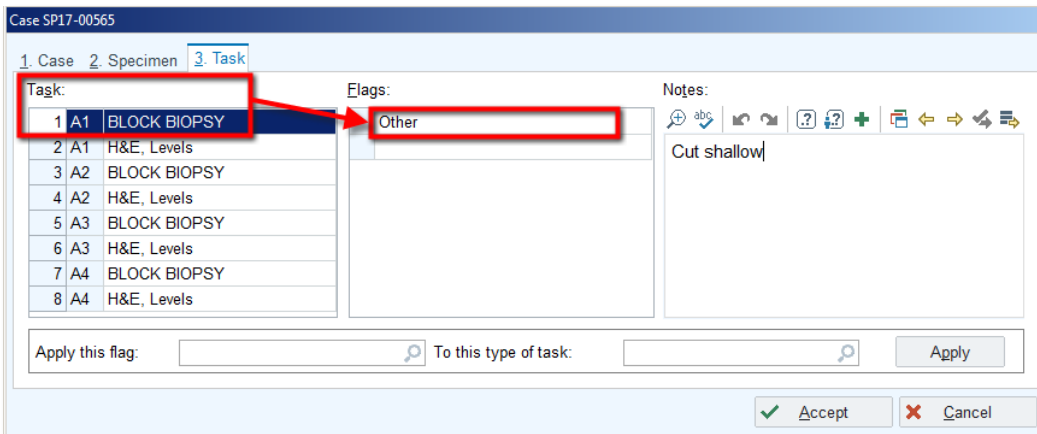 Case SP17-00565
1. Case 2. Specimen 3. Task
Task:
1 A1 BLOCK BIOPSY
2 A1 H&E, Levels
3 A2 BLOCK BIOPSY
4 A2 H&E, Levels
5 A3 BLOCK BIOPSY
6 A3 H&E, Levels
7 A4 BLOCK BIOPSY
8 A4 H&E, Levels
Flags:
Other
Notes:
abc
Cut shallow
Apply this flag: To this type of task: Apply
Accept Cancel